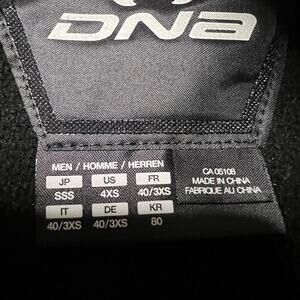 DNA
MEN / HOMME / HERREN
JP US FR
SSS 4XS 40/3XS
IT DE KR
40/3XS 40/3XS 80
CA 05108
MADE IN CHINA
FABRIQUE AU CHINA